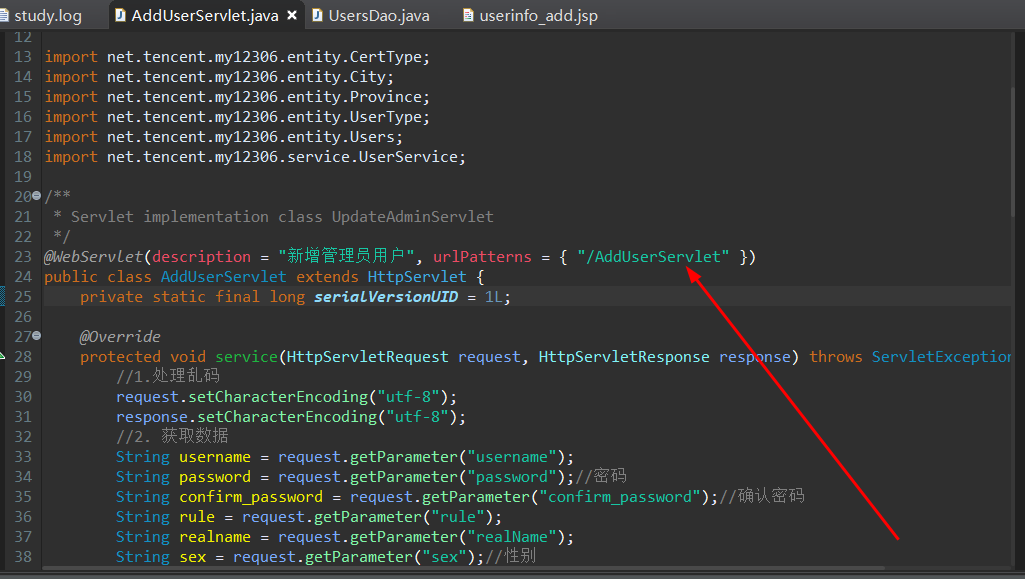 study.log AddUserServlet.java UsersDao.java userinfo_add.jsp
12
13 import net.tencent.my12306.entity.CertType;
14 import net.tencent.my12306.entity.City;
15 import net.tencent.my12306.entity.Province;
16 import net.tencent.my12306.entity.UserType;
17 import net.tencent.my12306.entity.Users;
18 import net.tencent.my12306.service.UserService;
19
20 /**
21  * Servlet implementation class UpdateAdminServlet
22  */
23 @WebServlet(description = "新增管理员用户", urlPatterns = { "/AddUserServlet" })
24 public class AddUserServlet extends HttpServlet {
25     private static final long serialVersionUID = 1L;
26
27     @Override
28     protected void service(HttpServletRequest request, HttpServletResponse response) throws ServletException
29         //1.处理乱码
30         request.setCharacterEncoding("utf-8");
31         response.setCharacterEncoding("utf-8");
32         //2. 获取数据
33         String username = request.getParameter("username");
34         String password = request.getParameter("password");//密码
35         String confirm_password = request.getParameter("confirm_password");//确认密码
36         String rule = request.getParameter("rule");
37         String realname = request.getParameter("realName");
38         String sex = request.getParameter("sex");//性别